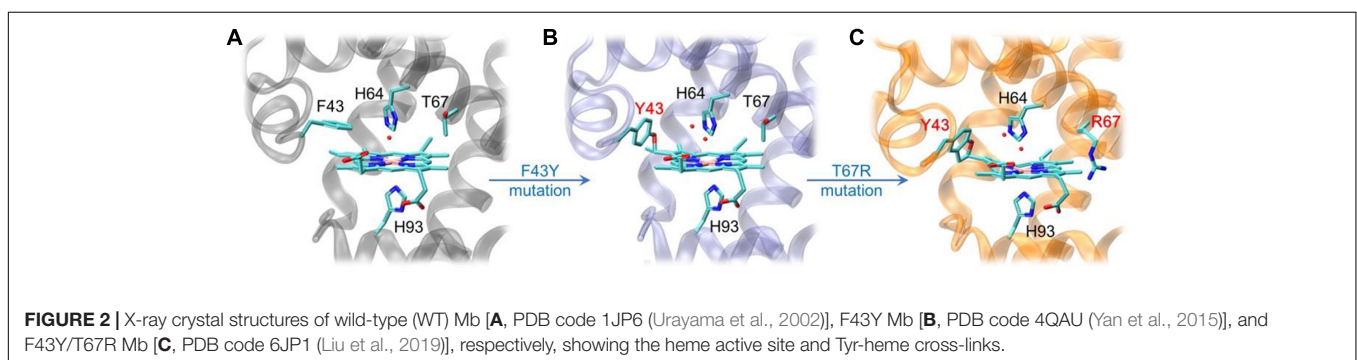 A
B
C
H64
F43
T67
H93
F43Y
mutation
H64
Y43
T67
H93
T67R
mutation
H64
Y43
R67
H93
FIGURE 2 | X-ray crystal structures of wild-type (WT) Mb [A, PDB code 1JP6 (Urayama et al., 2002)], F43Y Mb [B, PDB code 4QAU (Yan et al., 2015)], and
F43Y/T67R Mb [C, PDB code 6JP1 (Liu et al., 2019)], respectively, showing the heme active site and Tyr-heme cross-links.